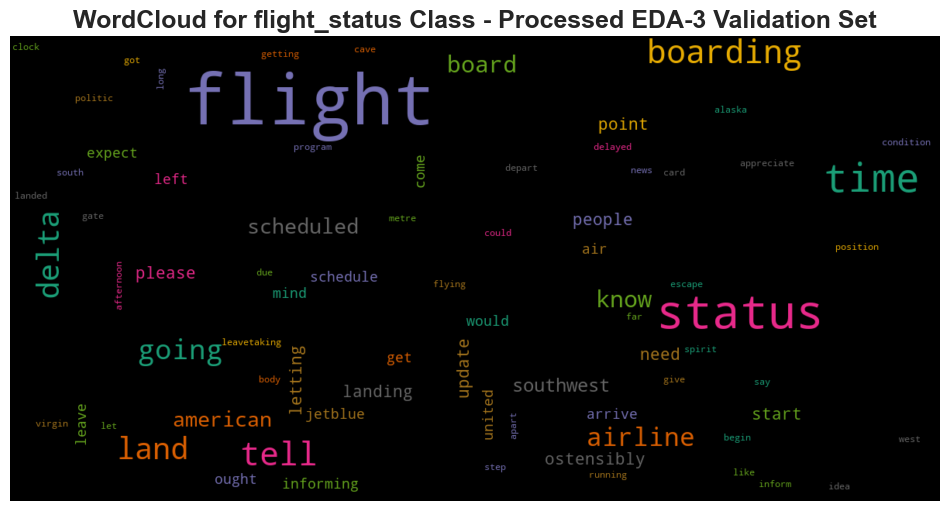 WordCloud for flight_status Class - Processed EDA-3 Validation Set
clock
got
long
getting
cave
flight
board
boarding
politic
alaska
point
program
delayed
condition
expect
come
depart
news
card
appreciate
time
south
left
landed
gate
metre
scheduled
people
could
delta
air
position
please
afternoon
due
schedule
mind
flying
escape
know
far
status
would
going
leavetaking
letting
get
update
need
spirit
body
landing
southwest
give
say
virgin
leave
let
american
jetblue
united
apart
arrive
start
land
tell
airline
begin
west
ostensibly
step
running
like
inform
idea
ought
informing